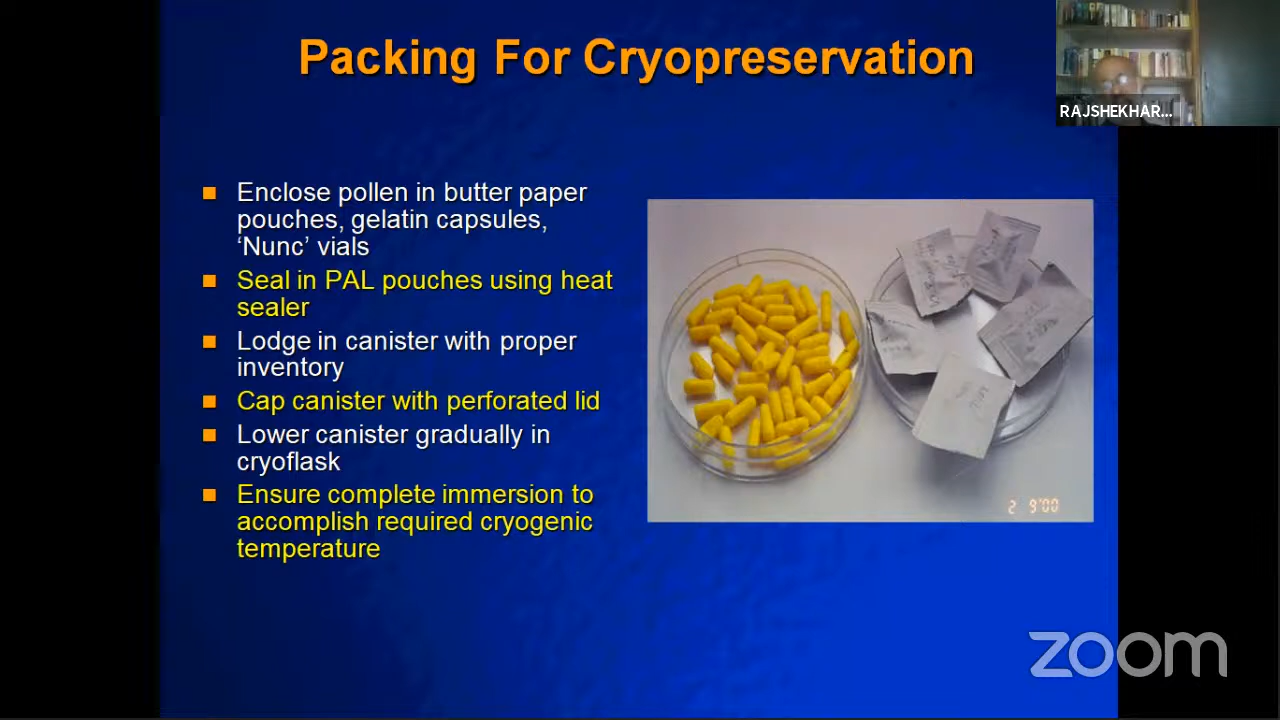 Packing For Cryopreservation
RAJSHEKHAR...
Enclose pollen in butter paper
pouches, gelatin capsules,
‘Nunc’ vials
Seal in PAL pouches using heat
sealer
Lodge in canister with proper
inventory
Cap canister with perforated lid
Lower canister gradually in
cryoflask
Ensure complete immersion to
accomplish required cryogenic
temperature
2 9'00
zoom